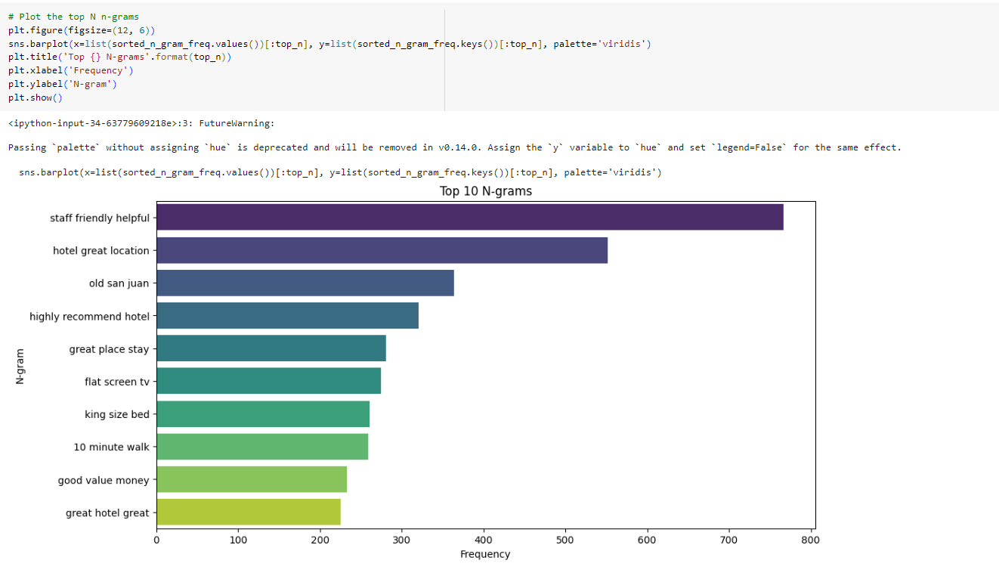 # Plot the top N n-grams
plt.figure(figsize=(12, 6))
sns.barplot(x=list(sorted_n_gram_freq.values())[:top_n], y=list(sorted_n_gram_freq.keys())[:top_n], palette='viridis')
plt.title('Top {} N-grams'.format(top_n))
plt.xlabel('Frequency')
plt.ylabel('N-gram')
plt.show()
<ipython-input-34-63779609218e>:3: FutureWarning:
Passing `palette` without assigning `hue` is deprecated and will be removed in v0.14.0. Assign the `y` variable to `hue` and set `legend=False` for the same effect.
sns.barplot(x=list(sorted_n_gram_freq.values())[:top_n], y=list(sorted_n_gram_freq.keys())[:top_n], palette='viridis')
Top 10 N-grams
N-gram
staff friendly helpful
hotel great location
old san juan
highly recommend hotel
great place stay
flat screen tv
king size bed
10 minute walk
good value money
great hotel great
0 100 200 300 400 500 600 700 800
Frequency